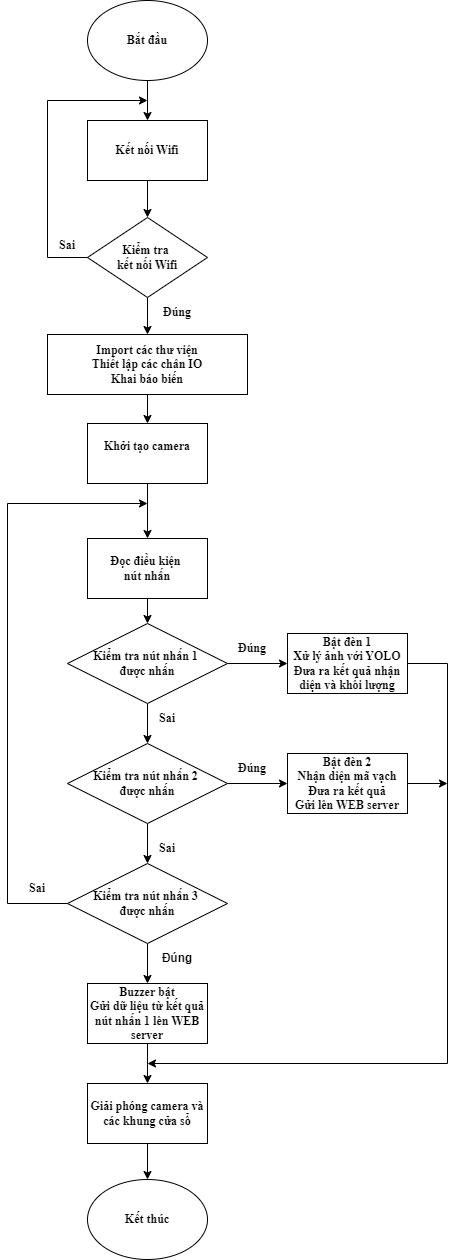 Bắt đầu
Kết nối Wifi
Kiểm tra
kết nối Wifi
Sai
Đúng
Import các thư viện
Thiết lập các chân IO
Khai báo biến
Khởi tạo camera
Đọc điều kiện
nút nhấn
Kiểm tra nút nhấn 1
được nhấn
Đúng
Bật đèn 1
Xử lý ảnh với YOLO
Đưa ra kết quả nhận
diện và khối lượng
Sai
Kiểm tra nút nhấn 2
được nhấn
Đúng
Bật đèn 2
Nhận diện mã vạch
Đưa ra kết quả
Gửi lên WEB server
Sai
Kiểm tra nút nhấn 3
được nhấn
Sai
Đúng
Buzzer bật
Gửi dữ liệu từ kết quả
nút nhấn 1 lên WEB
server
Giải phóng camera và
các khung cửa sổ
Kết thúc